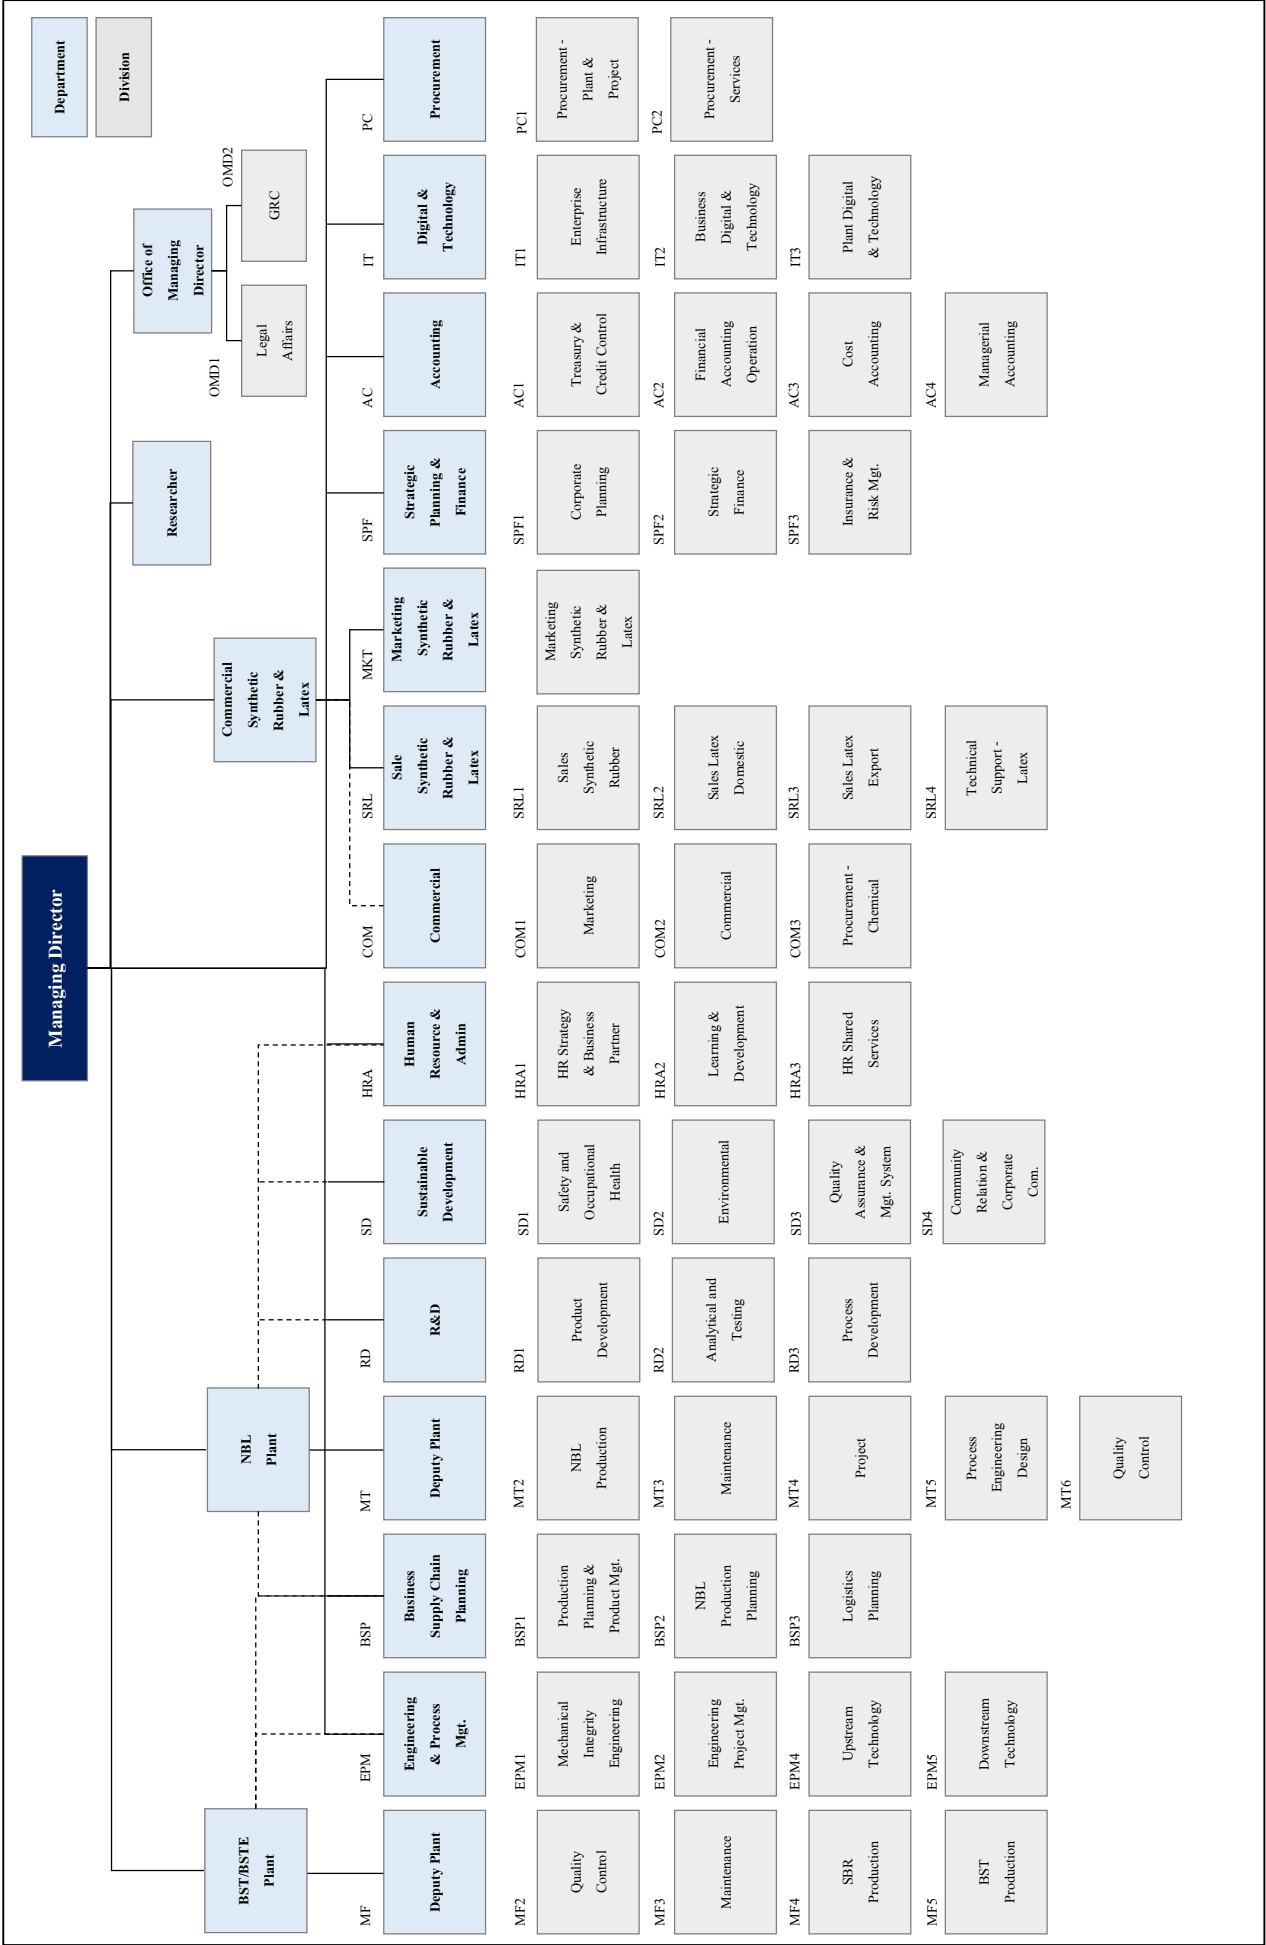 Department
Division
Managing Director
BST/BSTE
Plant
NBL
Plant
Commercial
Synthetic
Rubber &
Latex
Researcher
Office of
Managing
Director
OMD1
Legal
Affairs
OMD2
GRC
MF
Deputy Plant
MF2
Quality
Control
MF3
Maintenance
MF4
SBR
Production
MF5
BST
Production
EPM
Engineering
& Process
Mgt.
EPM1
Mechanical
Integrity
Engineering
EPM2
Engineering
Project Mgt.
EPM4
Upstream
Technology
EPM5
Downstream
Technology
BSP
Business
Supply Chain
Planning
BSP1
Production
Planning &
Product Mgt.
BSP2
NBL
Production
Planning
BSP3
Logistics
Planning
MT
Deputy Plant
MT2
NBL
Production
MT3
Maintenance
MT4
Project
MT5
Process
Engineering
Design
MT6
Quality
Control
RD
R&D
RD1
Product
Development
RD2
Analytical and
Testing
RD3
Process
Development
SD
Sustainable
Development
SD1
Safety and
Occupational
Health
SD2
Environmental
SD3
Quality
Assurance &
Mgt. System
SD4
Community
Relation &
Corporate
Com.
HRA
Human
Resource &
Admin
HRA1
HR Strategy
& Business
Partner
HRA2
Learning &
Development
HRA3
HR Shared
Services
COM
Commercial
COM1
Marketing
COM2
Commercial
COM3
Procurement -
Chemical
SRL
Sale
Synthetic
Rubber &
Latex
SRL1
Sales
Synthetic
Rubber
SRL2
Sales Latex
Domestic
SRL3
Sales Latex
Export
SRL4
Technical
Support -
Latex
MKT
Marketing
Synthetic
Rubber &
Latex
Marketing
Synthetic
Rubber &
Latex
SPF
Strategic
Planning &
Finance
SPF1
Corporate
Planning
SPF2
Strategic
Finance
SPF3
Insurance &
Risk Mgt.
AC
Accounting
AC1
Treasury &
Credit Control
AC2
Financial
Accounting
Operation
AC3
Cost
Accounting
AC4
Managerial
Accounting
IT
Digital &
Technology
IT1
Enterprise
Infrastructure
IT2
Business
Digital &
Technology
IT3
Plant Digital
& Technology
PC
Procurement
PC1
Procurement -
Plant &
Project
PC2
Procurement -
Services